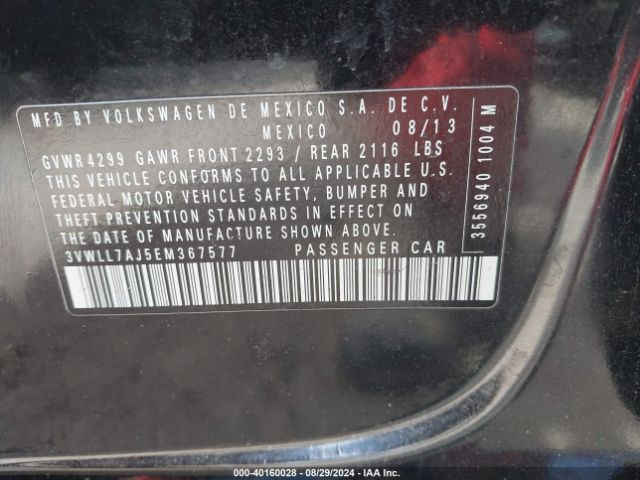 MFD BY VOLKSWAGEN DE MEXICO S.A. DE C.V.
MEXICO 08/13
GVWR 4299 GAWR FRONT 2293 / REAR 2116 LBS
THIS VEHICLE CONFORMS TO ALL APPLICABLE U.S.
FEDERAL MOTOR VEHICLE SAFETY, BUMPER AND
THEFT PREVENTION STANDARDS IN EFFECT ON
THE DATE OF MANUFACTURE SHOWN ABOVE.
3VWLL7AJ5EM367577 PASSENGER CAR
3556940 1004 M
000-40160028 - 08/29/2024 - IAA Inc.